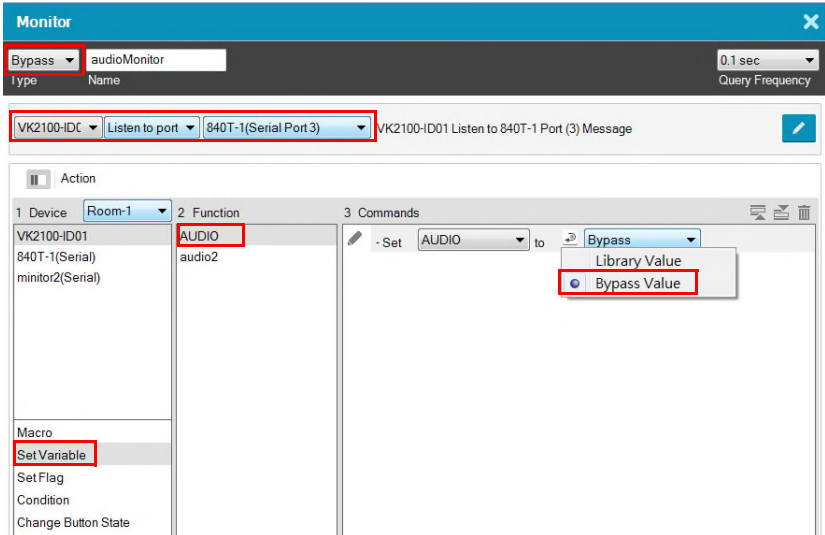 Monitor
Bypass audioMonitor 0.1 sec
Type Name Query Frequency
VK2100-ID( Listen to port 840T-1(Serial Port 3) VK2100-ID01 Listen to 840T-1 Port (3) Message
Action
1 Device Room-1 2 Function 3 Commands
VK2100-ID01 AUDIO - Set AUDIO to Bypass
840T-1(Serial) audio2 Library Value
minitor2(Serial) Bypass Value
Macro
Set Variable
Set Flag
Condition
Change Button State